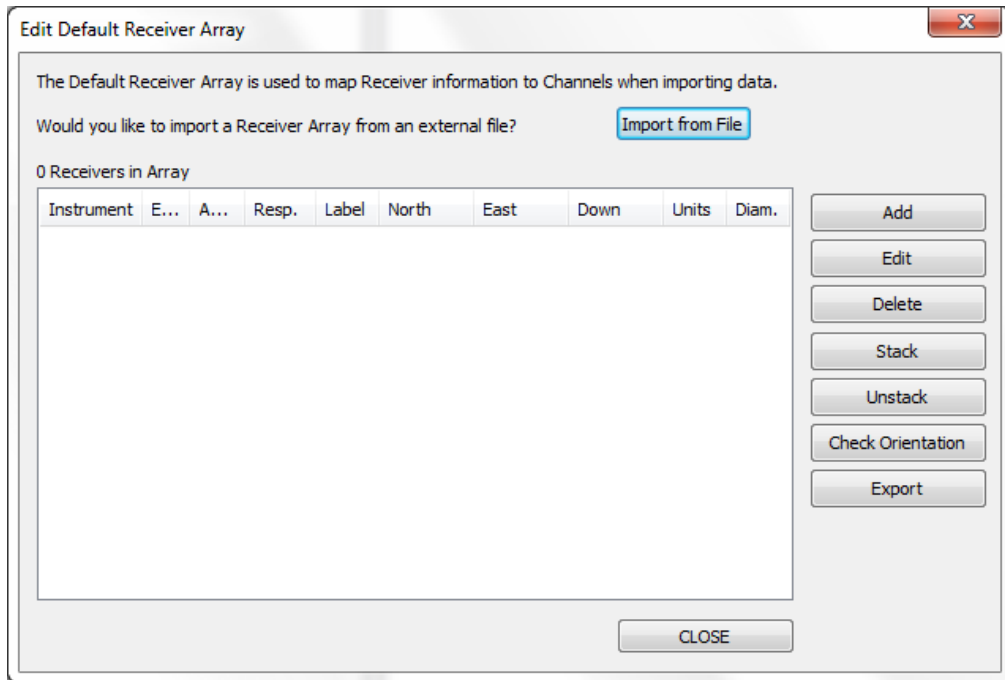 Edit Default Receiver Array
The Default Receiver Array is used to map Receiver information to Channels when importing data.
Would you like to import a Receiver Array from an external file? Import from File
0 Receivers in Array
Instrument E... A... Resp. Label North East Down Units Diam.
Add
Edit
Delete
Stack
Unstack
Check Orientation
Export
CLOSE